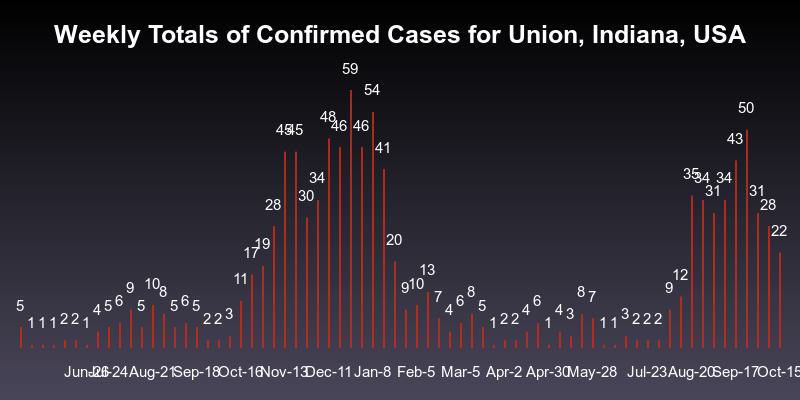 Weekly Totals of Confirmed Cases for Union, Indiana, USA
5 1 1 1 2 2 1 4 5 6 9 5 10 8 5 6 5 2 2 3 11 17 19 28 45 45 30 34 48 46 59 46 54 41 20 9 10 13 7 4 6 8 5 1 2 2 4 6 1 4 3 8 7 1 1 3 2 2 2 9 12 35 34 31 34 43 50 31 28 22
Jun-26 Jul-24 Aug-21 Sep-18 Oct-16 Nov-13 Dec-11 Jan-8 Feb-5 Mar-5 Apr-2 Apr-30 May-28 Jul-23 Aug-20 Sep-17 Oct-15